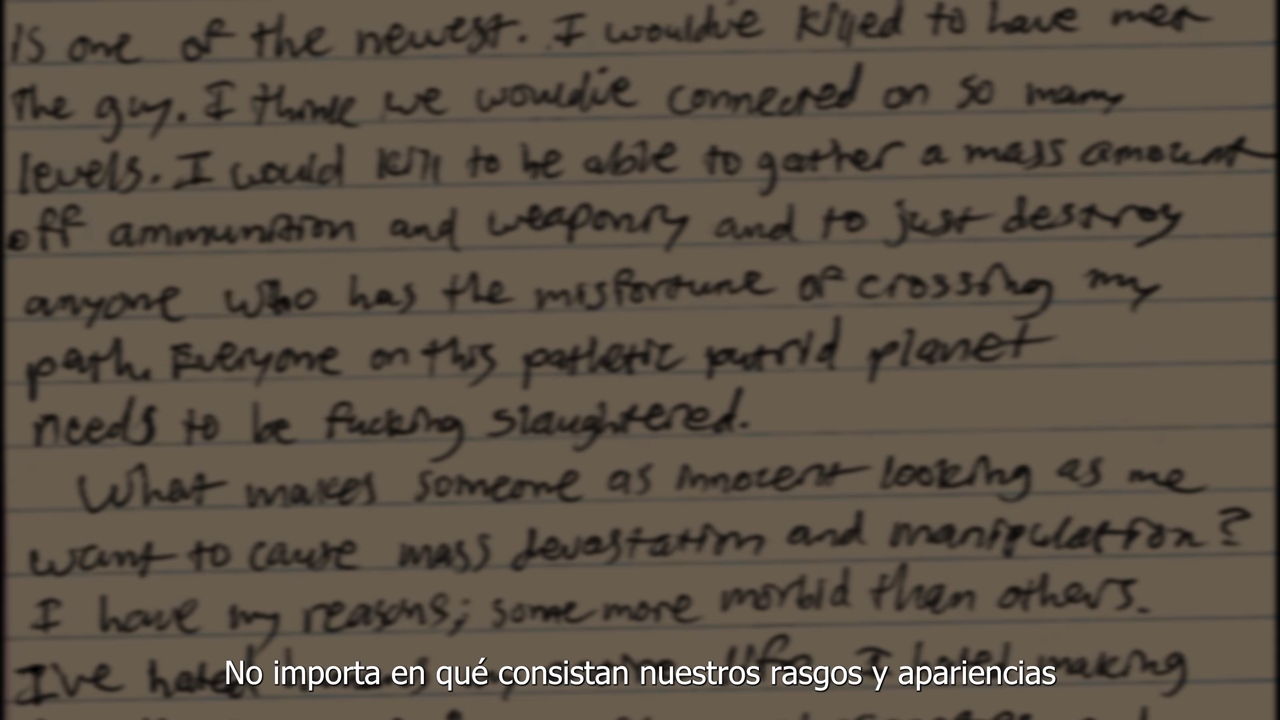 is one of the newest. I wouldve killed to have met
the guy. I think we wouldve connected on so many
levels. I would kill to be able to gather a mass amount
off ammunition and weaponry and to just destroy
anyone who has the misfortune of crossing my
path. Everyone on this pathetic putrid planet
needs to be fucking slaughtered.
What makes someone as innocent looking as me
want to cause mass devastation and manipulation?
I have my reasons; some more morbid than others.
I've hated making
No importa en qué consistan nuestros rasgos y apariencias